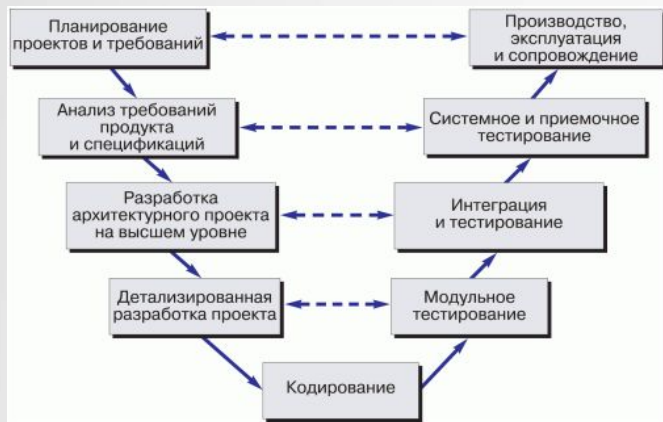 Планирование
проектов и требований
Производство,
эксплуатация
и сопровождение
Анализ требований
продукта
и спецификаций
Системное и приемочное
тестирование
Разработка
архитектурного проекта
на высшем уровне
Интеграция
и тестирование
Детализированная
разработка проекта
Модульное
тестирование
Кодирование